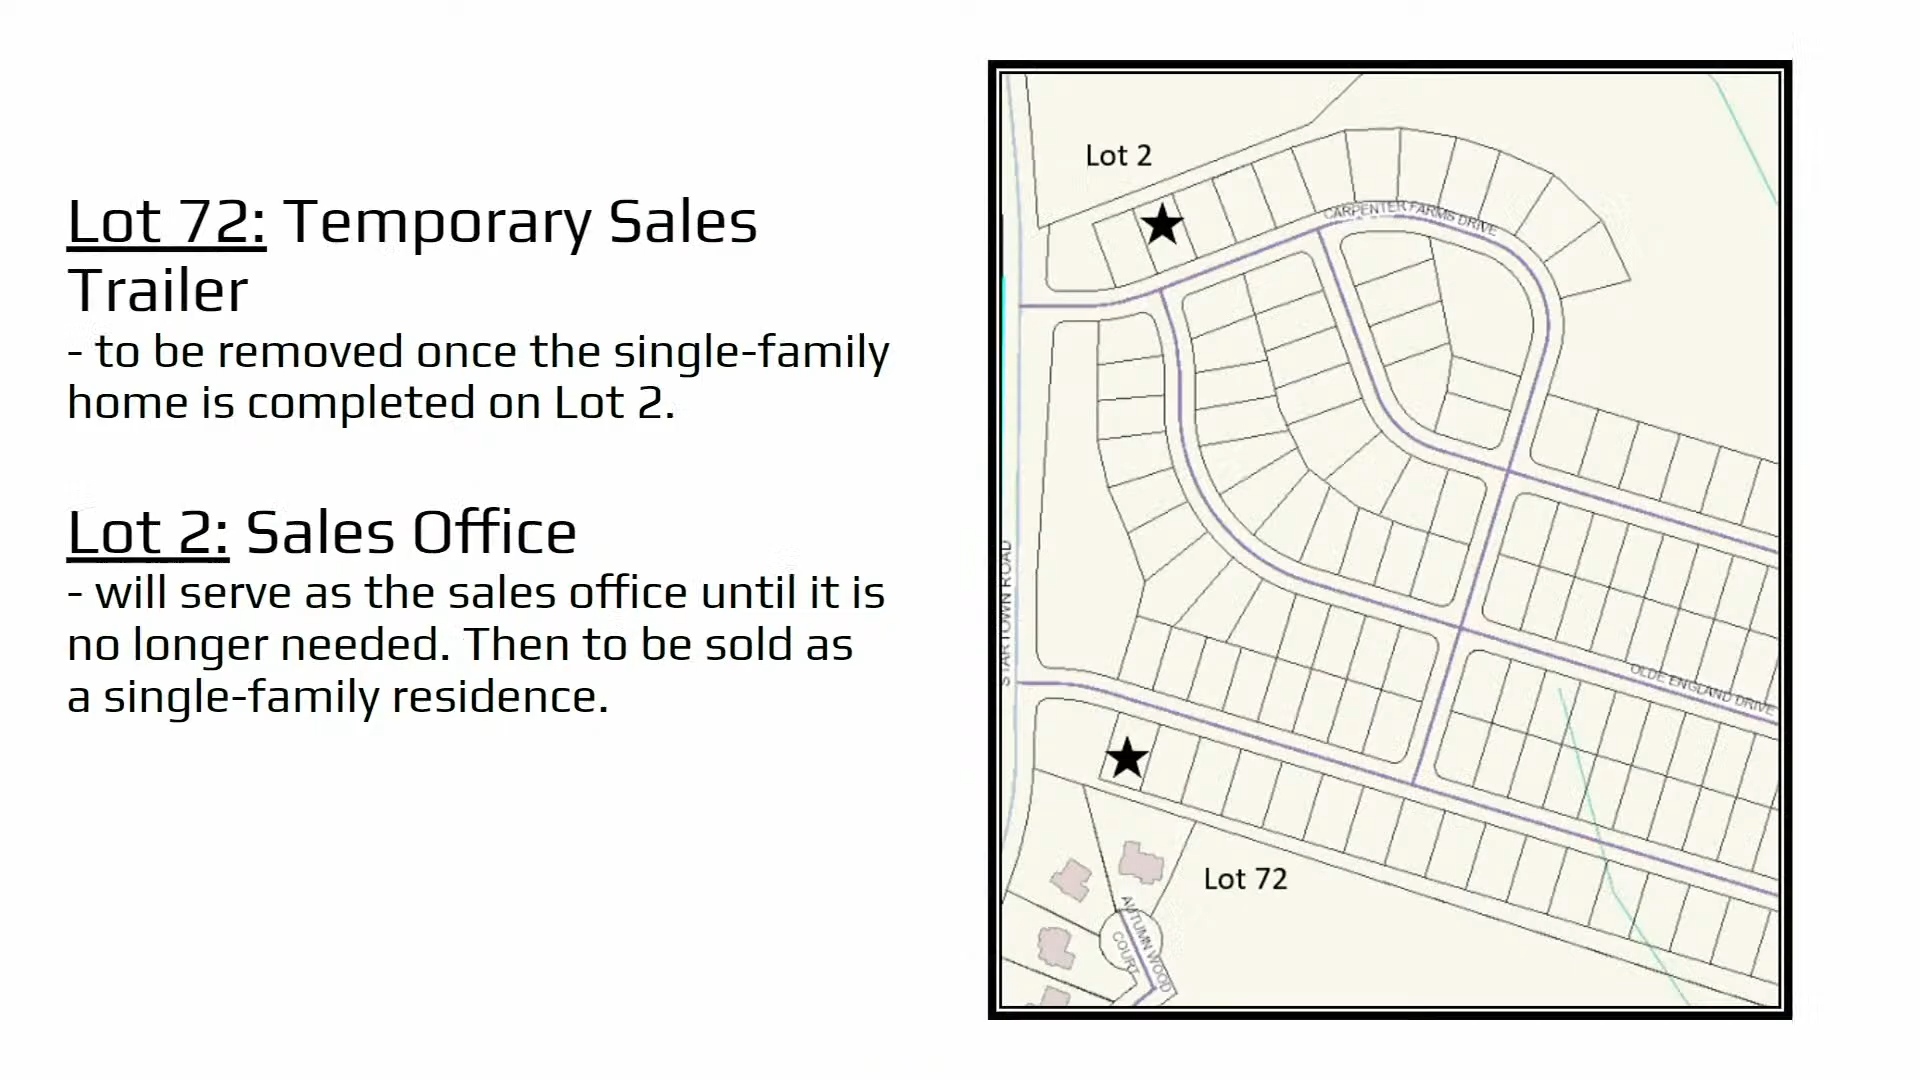 Lot 72: Temporary Sales
Trailer
- to be removed once the single-family
home is completed on Lot 2.
Lot 2: Sales Office
- will serve as the sales office until it is
no longer needed. Then to be sold as
a single-family residence.
Lot 2
CARPENTER FARMS DRIVE
STARTOWN ROAD
OLDE ENGLAND DRIVE
Lot 72
AUTUMN WOOD
COURT